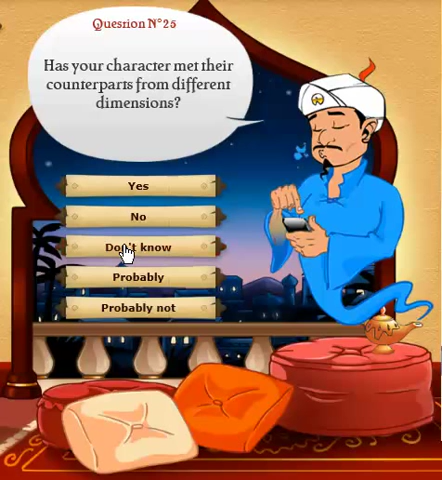 Quesrion N°25
Has your character met their
counterparts from different
dimensions?
Yes
No
Don't know
Probably
Probably not